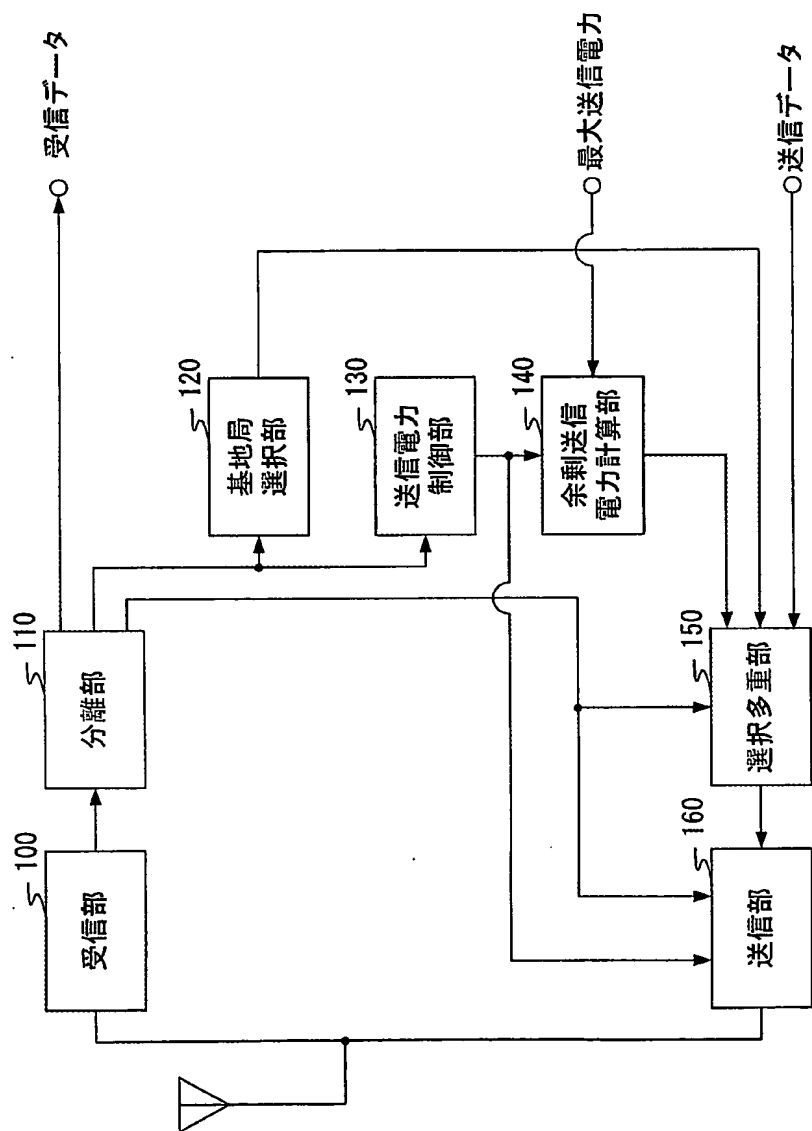 100
受信部
110
分離部
受信データ
120
基地局
選択部
130
送信電力
制御部
140
余剰送信
電力計算部
最大送信電力
150
選択多重部
160
送信部
送信データ